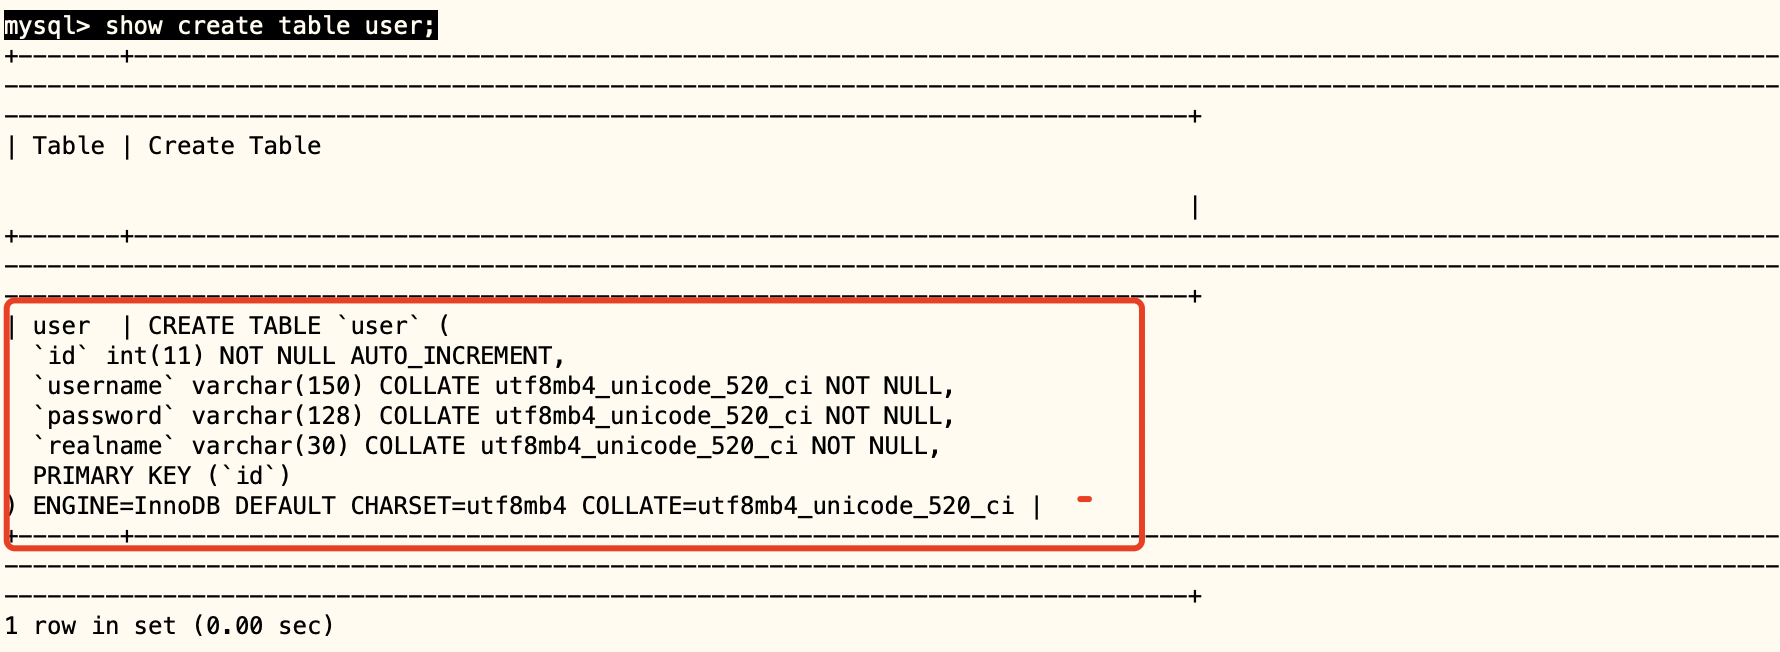 mysql> show create table user;
+-------+---------------------------------------------------------------------------------------------------------------------
---------------------------------------------------------------------------------------------------------------------------
----------------------------------------------------------------------------------+
| Table | Create Table
|
+-------+---------------------------------------------------------------------------------------------------------------------
---------------------------------------------------------------------------------------------------------------------------
----------------------------------------------------------------------------------+
| user  | CREATE TABLE `user` (
  `id` int(11) NOT NULL AUTO_INCREMENT,
  `username` varchar(150) COLLATE utf8mb4_unicode_520_ci NOT NULL,
  `password` varchar(128) COLLATE utf8mb4_unicode_520_ci NOT NULL,
  `realname` varchar(30) COLLATE utf8mb4_unicode_520_ci NOT NULL,
  PRIMARY KEY (`id`)
) ENGINE=InnoDB DEFAULT CHARSET=utf8mb4 COLLATE=utf8mb4_unicode_520_ci |
+-------+---------------------------------------------------------------------------------------------------------------------
---------------------------------------------------------------------------------------------------------------------------
----------------------------------------------------------------------------------+
1 row in set (0.00 sec)